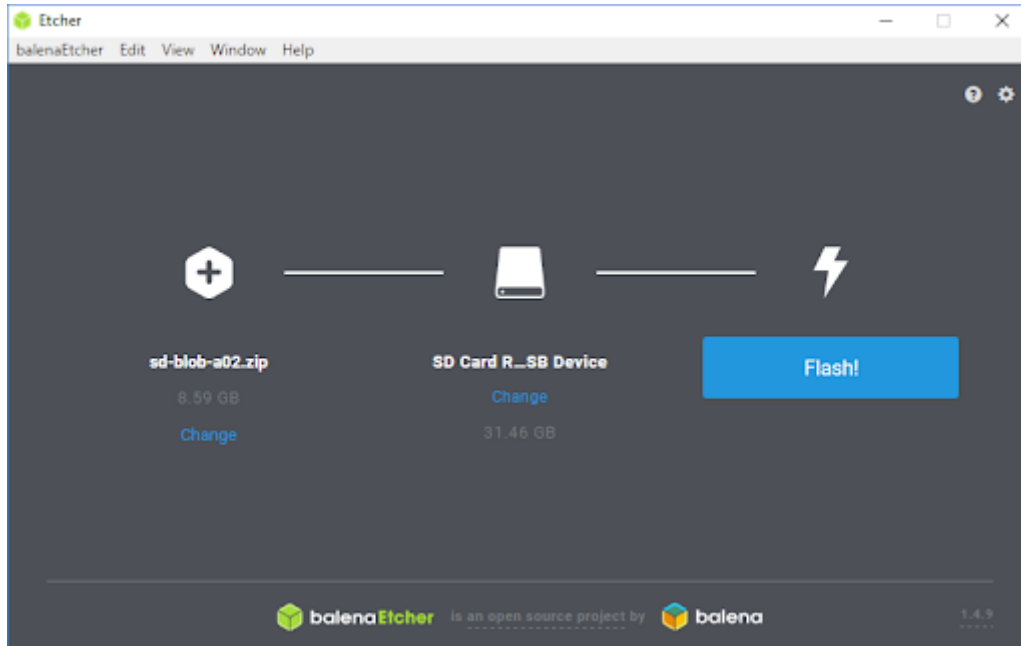 Etcher
balenaEtcher Edit View Window Help
sd-blob-a02.zip
8.59 GB
Change
SD Card R...SB Device
Change
31.46 GB
Flash!
balenaEtcher is an open source project by balena
1.4.9